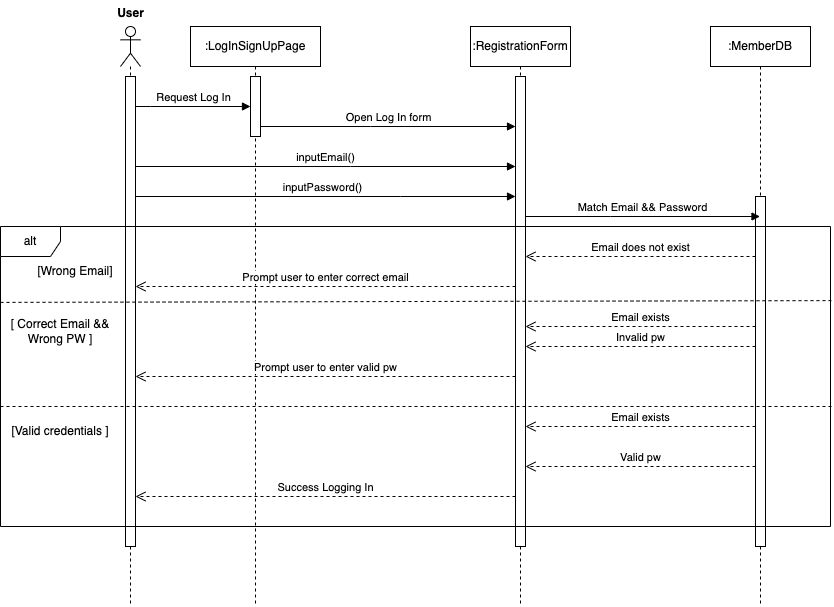 User
:LogInSignUpPage
:RegistrationForm
:MemberDB
Request Log In
Open Log In form
inputEmail()
inputPassword()
Match Email && Password
alt
Email does not exist
[Wrong Email]
Prompt user to enter correct email
[ Correct Email &&
Wrong PW ]
Email exists
Invalid pw
Prompt user to enter valid pw
Email exists
[Valid credentials ]
Valid pw
Success Logging In